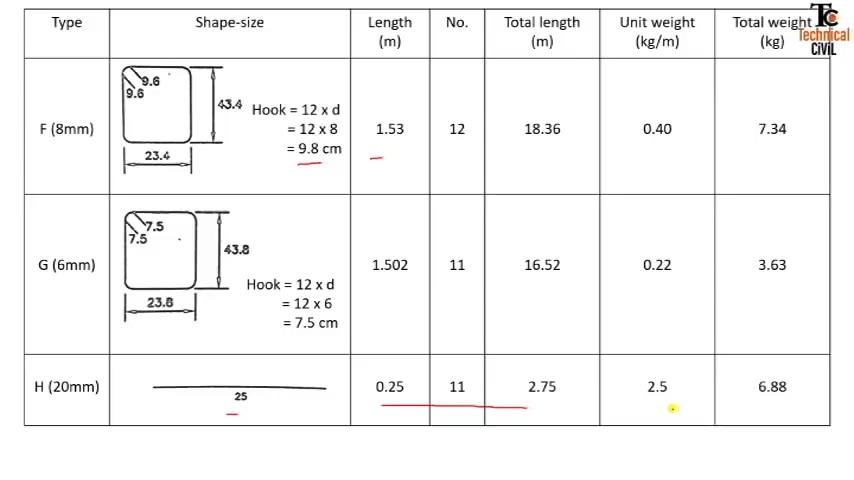 Type Shape-size Length (m) No. Total length (m) Unit weight (kg/m) Total weight (kg)
Tc
Technical
CiViL
F (8mm)
9.6
9.6
43.4
23.4
Hook = 12 x d
= 12 x 8
= 9.8 cm
1.53 12 18.36 0.40 7.34
G (6mm)
7.5
7.5
43.8
23.8
Hook = 12 x d
= 12 x 6
= 7.5 cm
1.502 11 16.52 0.22 3.63
H (20mm)
25
0.25 11 2.75 2.5 6.88